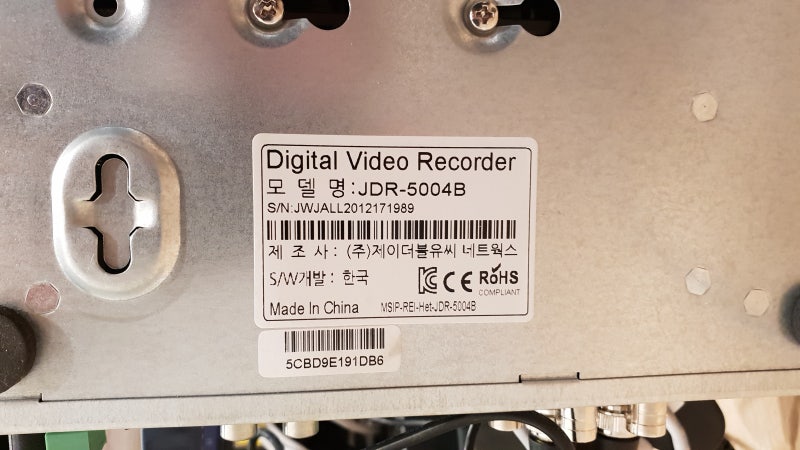 Digital Video Recorder
모 델 명:JDR-5004B
S/N:JWJALL2012171989
제 조 사 : (주)제이더블유씨 네트웍스
S/W개발 : 한국
CE RoHS
COMPLIANT
Made In China MSIP-REI-Het-JDR-5004B
5CBD9E191DB6